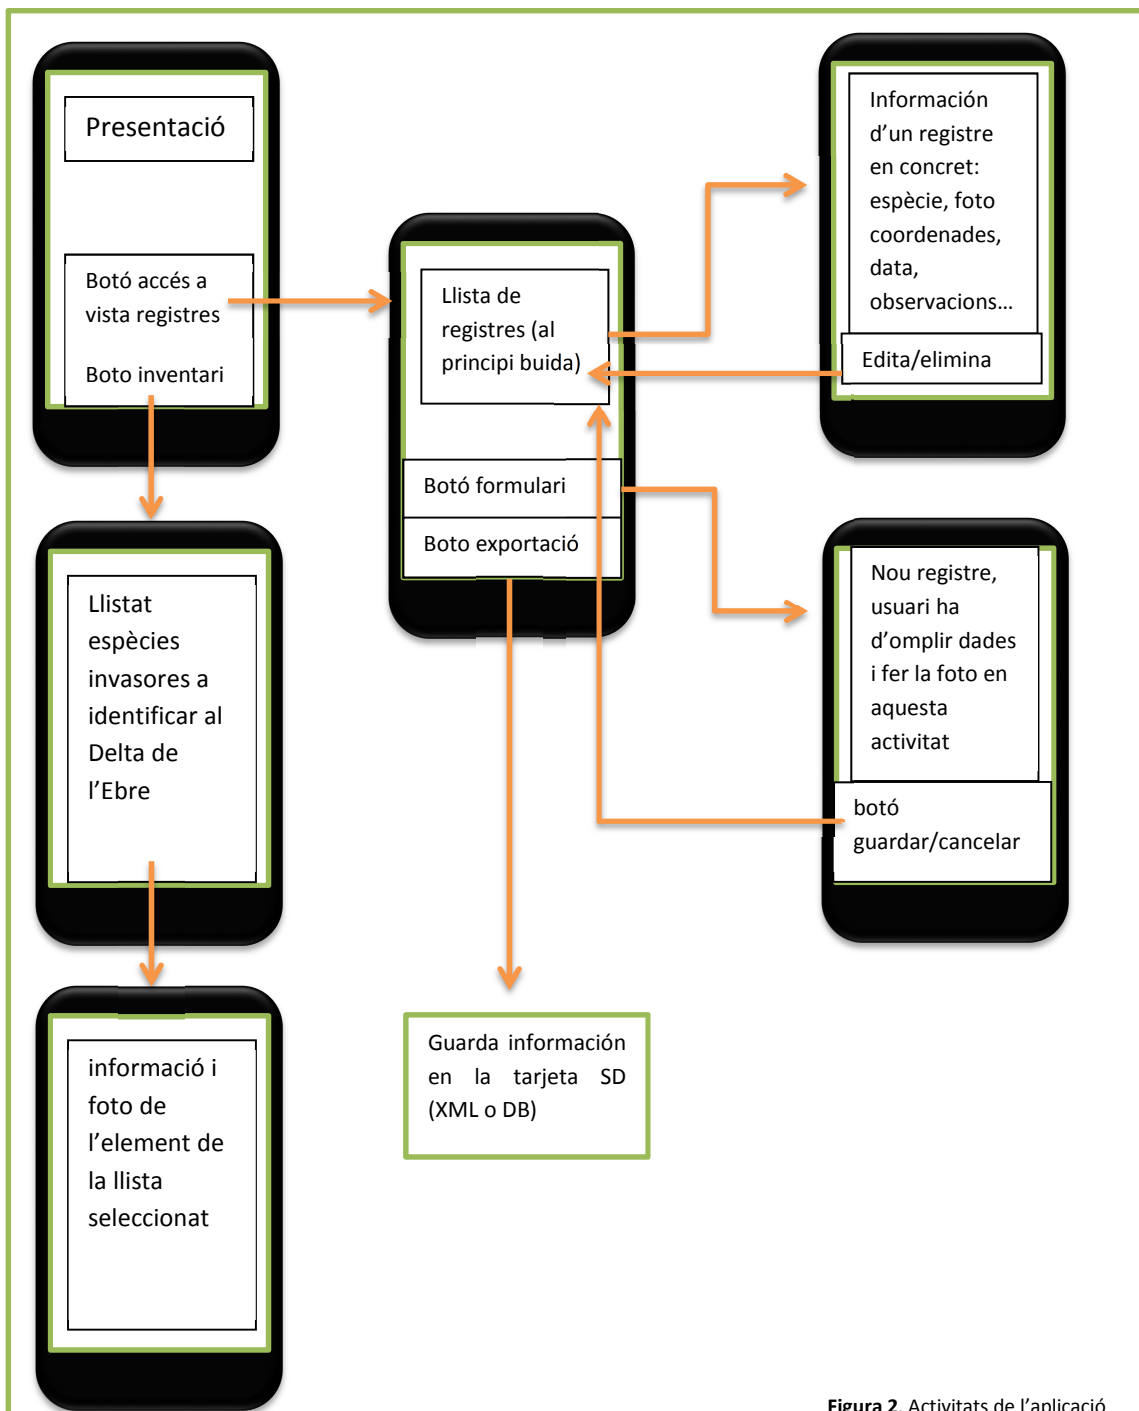 Presentació
Botó accés a
vista registres
Boto inventari
Llista de
registres (al
principi buida)
Botó formulari
Boto exportació
Información
d’un registre
en concret:
espècie, foto
coordenades,
data,
observacions…
Edita/elimina
Nou registre,
usuari ha
d’omplir dades
i fer la foto en
aquesta
activitat
botó
guardar/cancelar
Llistat
espècies
invasores a
identificar al
Delta de
l’Ebre
informació i
foto de
l’element de
la llista
seleccionat
Guarda información
en la tarjeta SD
(XML o DB)
Figura 2. Activitats de l’aplicació